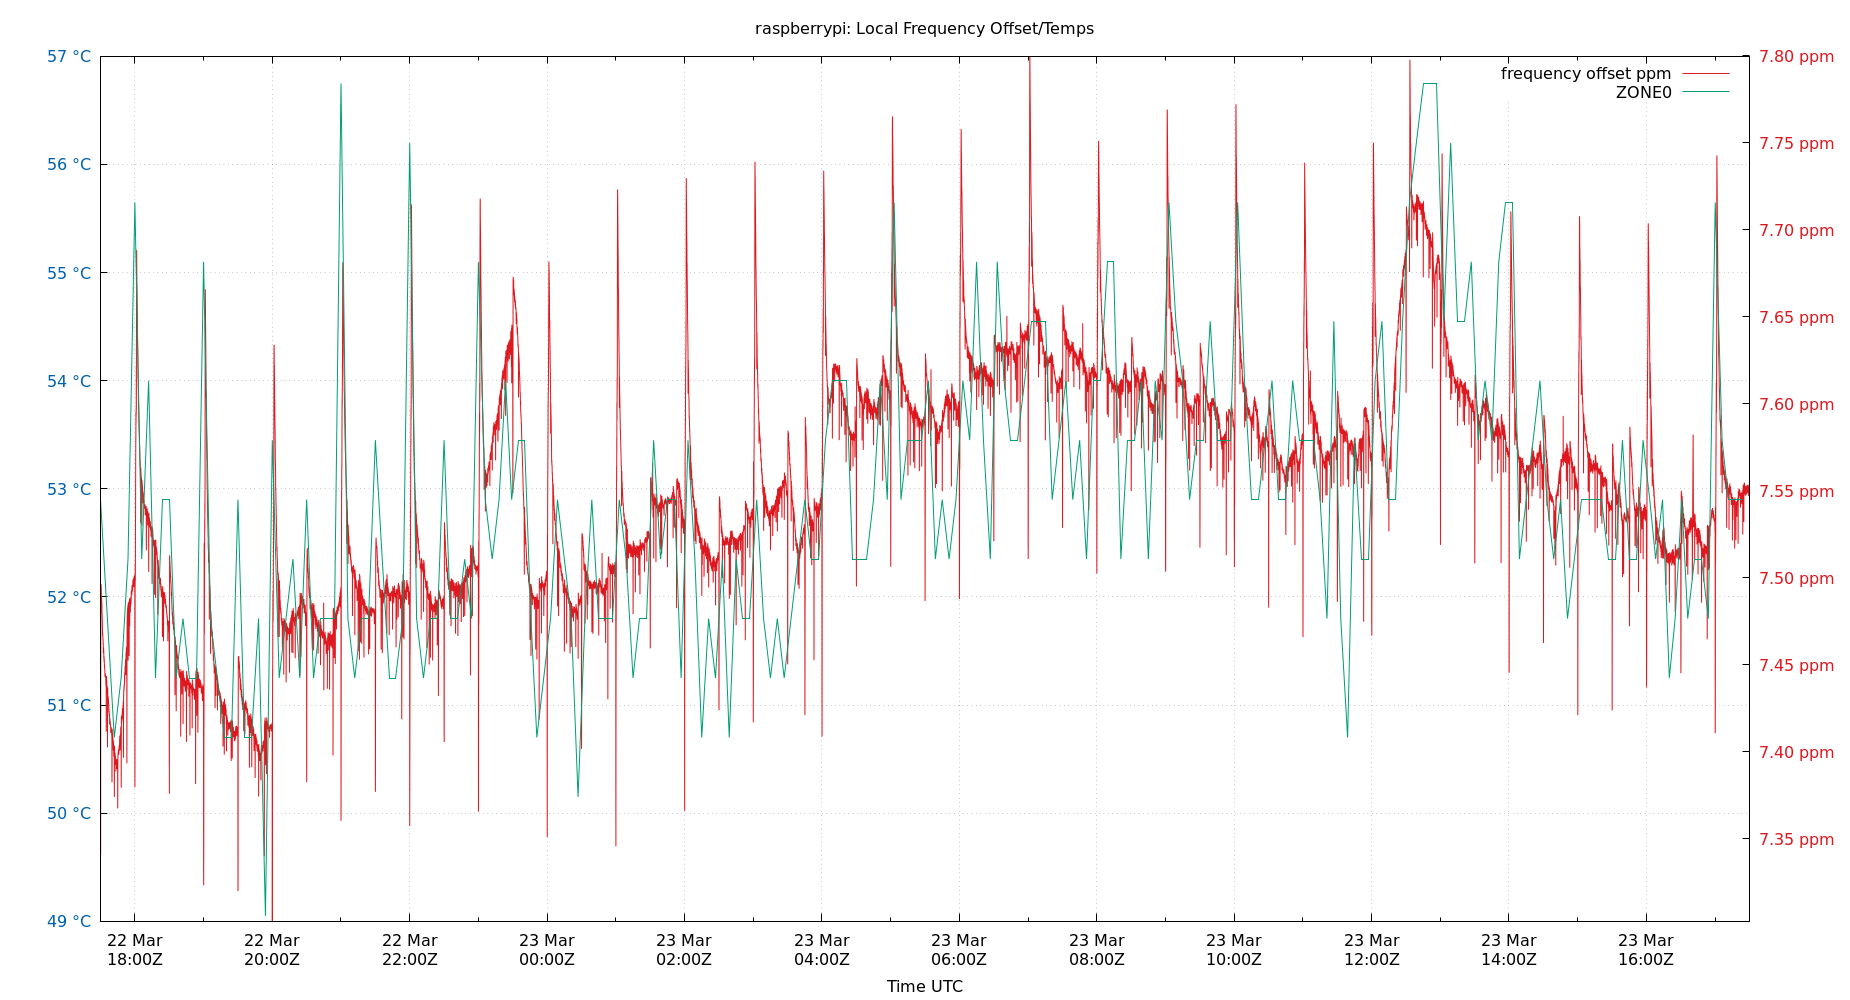 raspberrypi: Local Frequency Offset/Temps
57 °C
56 °C
55 °C
54 °C
53 °C
52 °C
51 °C
50 °C
49 °C
7.80 ppm
7.75 ppm
7.70 ppm
7.65 ppm
7.60 ppm
7.55 ppm
7.50 ppm
7.45 ppm
7.40 ppm
7.35 ppm
frequency offset ppm
ZONE0
22 Mar
18:00Z
22 Mar
20:00Z
22 Mar
22:00Z
23 Mar
00:00Z
23 Mar
02:00Z
23 Mar
04:00Z
23 Mar
06:00Z
23 Mar
08:00Z
23 Mar
10:00Z
23 Mar
12:00Z
23 Mar
14:00Z
23 Mar
16:00Z
Time UTC